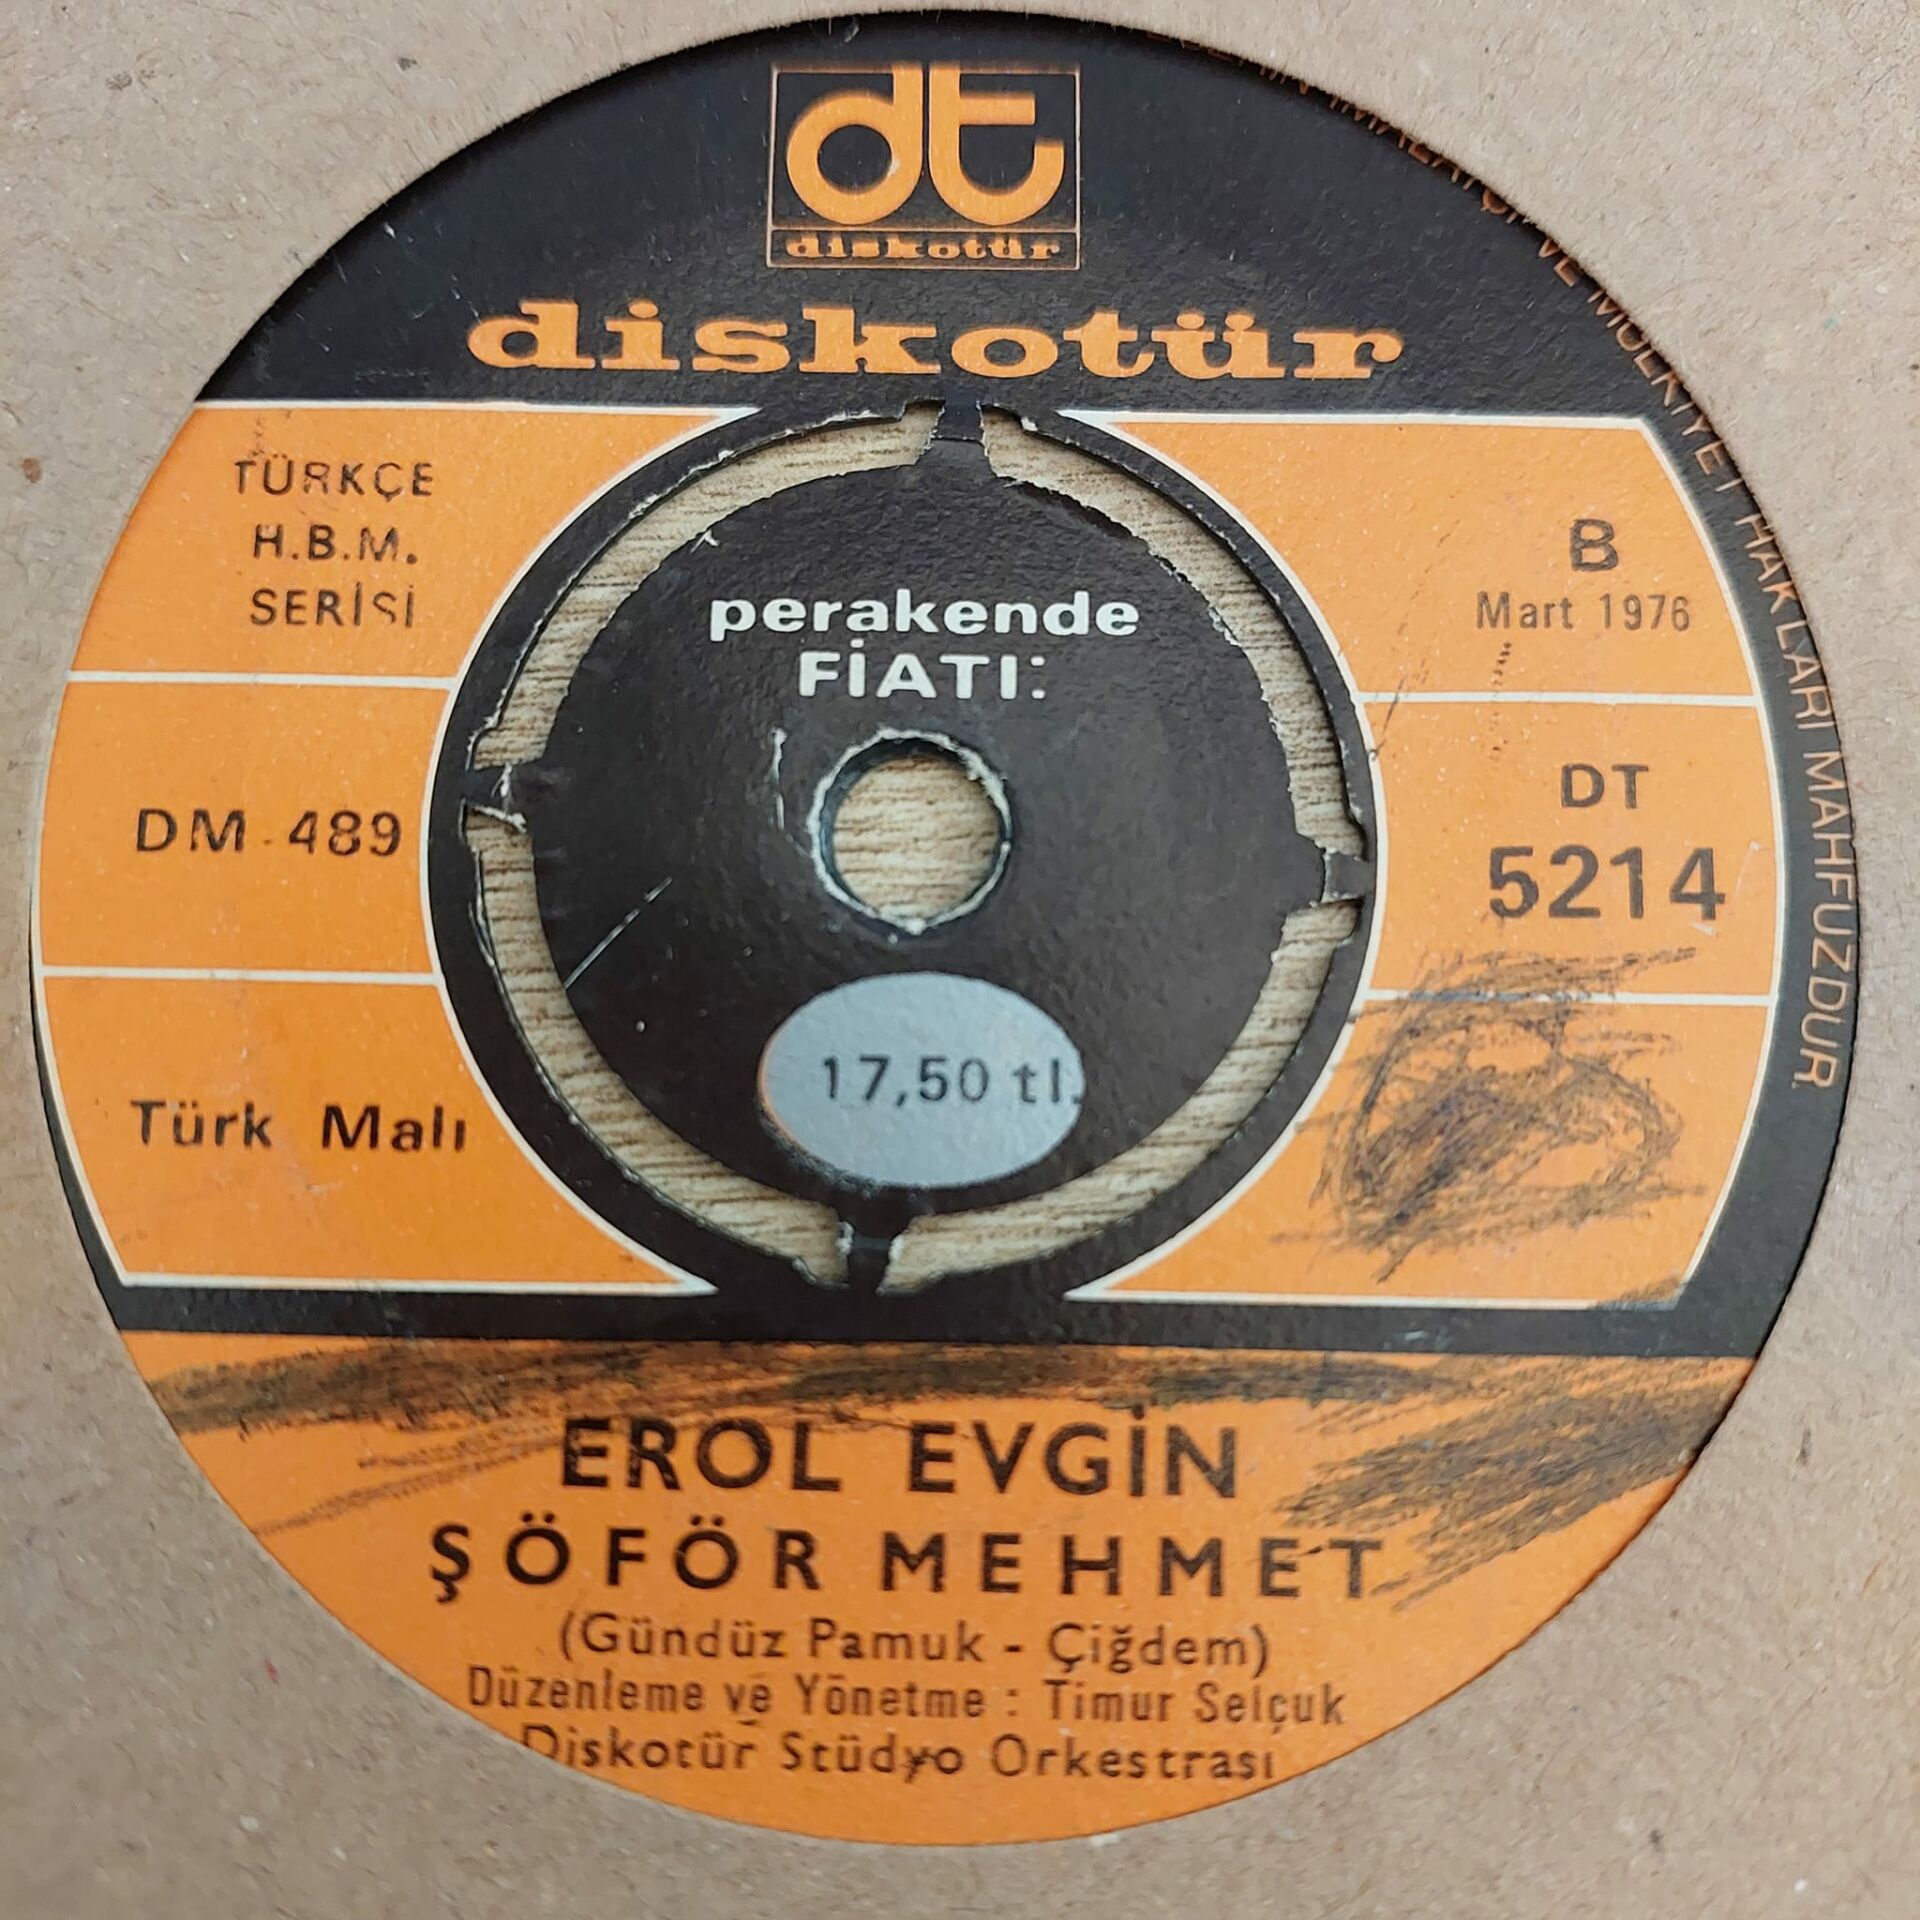 dt
diskotür
diskotür
TÜRKÇE
H.B.M.
SERİSİ
DM-489
Türk Malı
perakende
FİATI:
17,50 tl.
B
Mart 1976
DT
5214
VE MÜLKİYET HAKLARI MAHFUZDUR.
EROL EVGİN
ŞÖFÖR MEHMET
(Gündüz Pamuk - Çiğdem)
Düzenleme ve Yönetme : Timur Selçuk
Diskotür Stüdyo Orkestrası